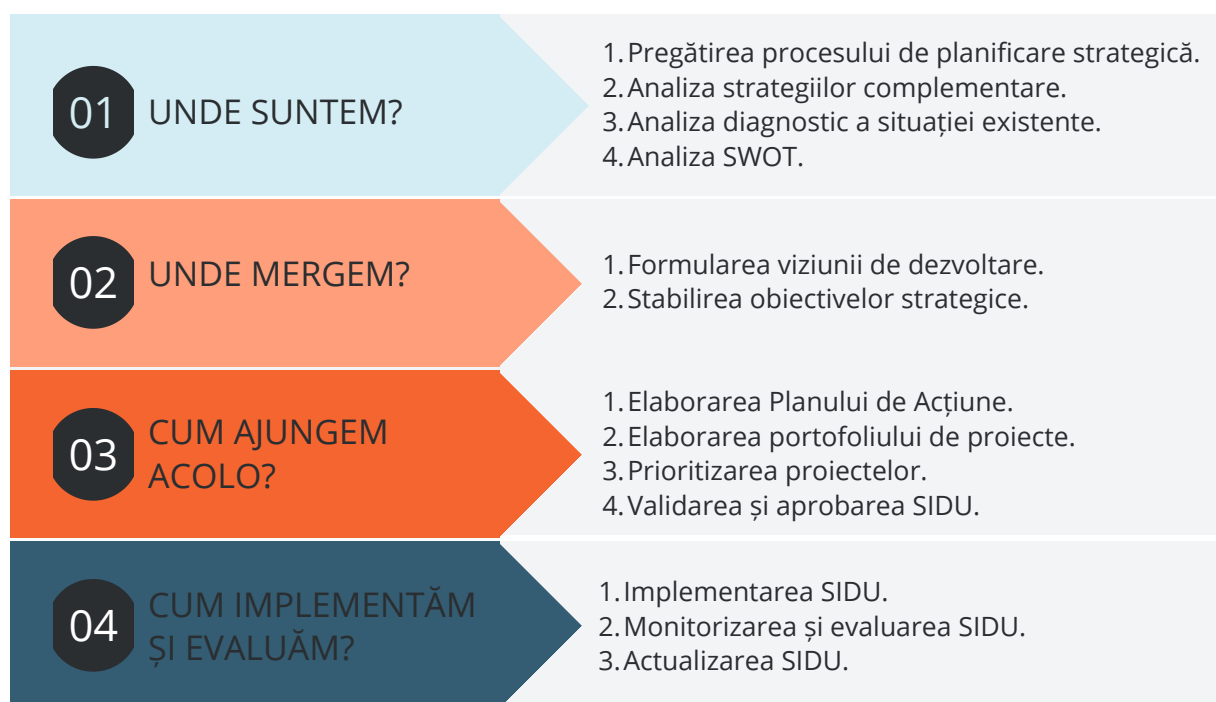 01
UNDE SUNTEM?
1. Pregătirea procesului de planificare strategică.
2. Analiza strategiilor complementare.
3. Analiza diagnostic a situației existente.
4. Analiza SWOT.
02
UNDE MERGEM?
1. Formularea viziunii de dezvoltare.
2. Stabilirea obiectivelor strategice.
03
CUM AJUNGEM
ACOLO?
1. Elaborarea Planului de Acțiune.
2. Elaborarea portofoliului de proiecte.
3. Prioritizarea proiectelor.
4. Validarea și aprobarea SIDU.
04
CUM IMPLEMENTĂM
ȘI EVALUĂM?
1. Implementarea SIDU.
2. Monitorizarea și evaluarea SIDU.
3. Actualizarea SIDU.